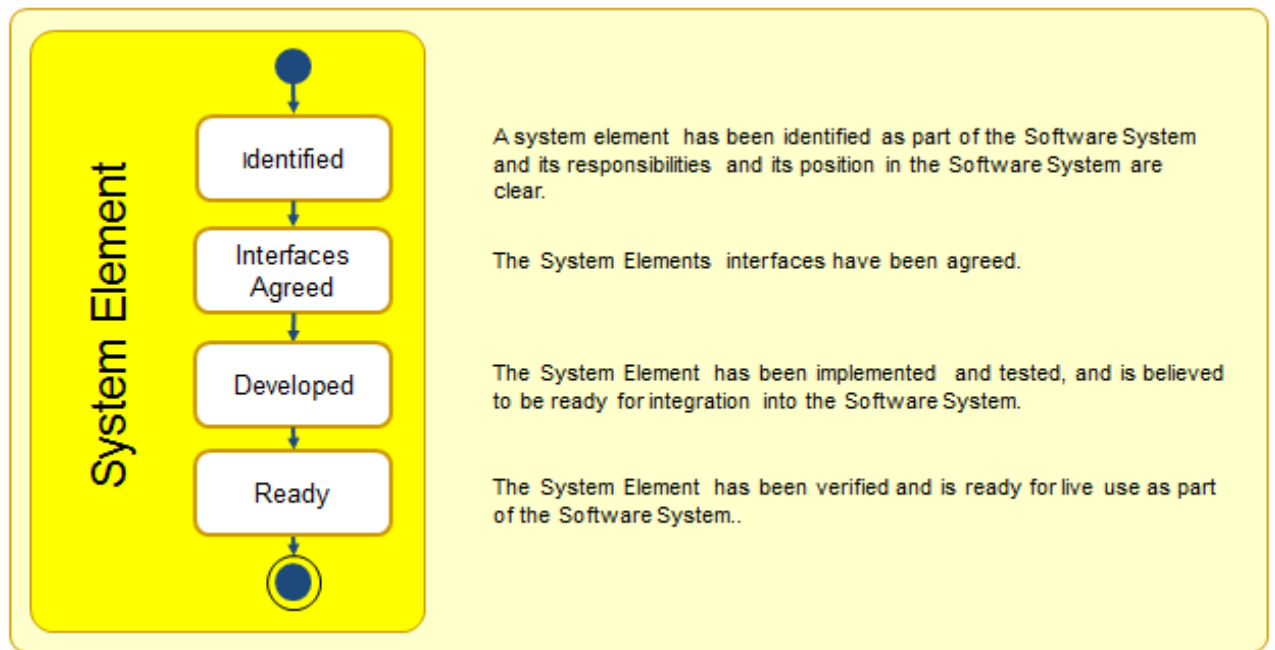 System Element
Identified
A system element has been identified as part of the Software System
and its responsibilities and its position in the Software System are
clear.
Interfaces
Agreed
The System Elements interfaces have been agreed.
Developed
The System Element has been implemented and tested, and is believed
to be ready for integration into the Software System.
Ready
The System Element has been verified and is ready for live use as part
of the Software System..